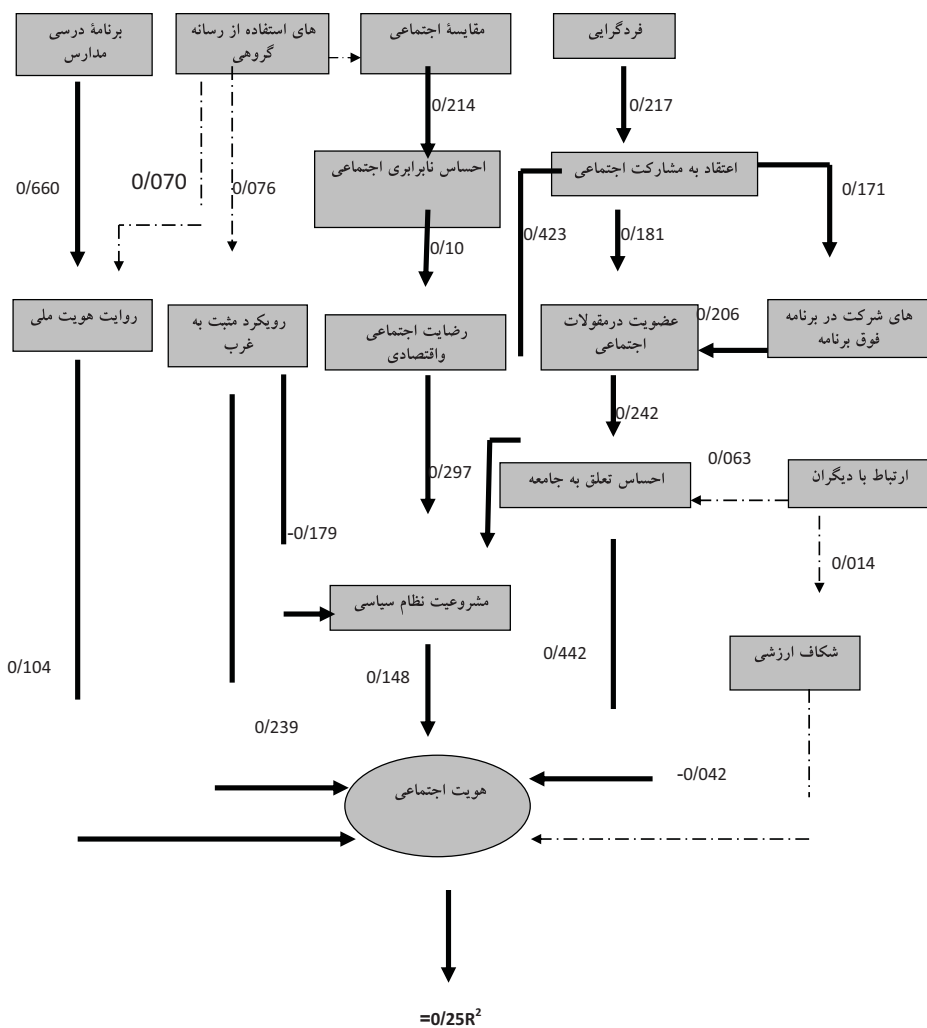 برنامۀ درسی
مدارس
های استفاده از رسانه
گروهی
مقایسۀ اجتماعی
فردگرایی
0/214
0/217
0/660
0/070
0/076
احساس نابرابری اجتماعی
اعتقاد به مشارکت اجتماعی
0/171
0/10
0/423
0/181
روایت هویت ملی
رویکرد مثبت به
غرب
رضایت اجتماعی
واقتصادی
عضویت درمقولات
اجتماعی
0/206
های شرکت در برنامه
فوق برنامه
0/242
0/297
-0/179
احساس تعلق به جامعه
0/063
ارتباط با دیگران
0/014
مشروعیت نظام سیاسی
0/104
0/148
0/442
شکاف ارزشی
0/239
هویت اجتماعی
-0/042
=0/25R²